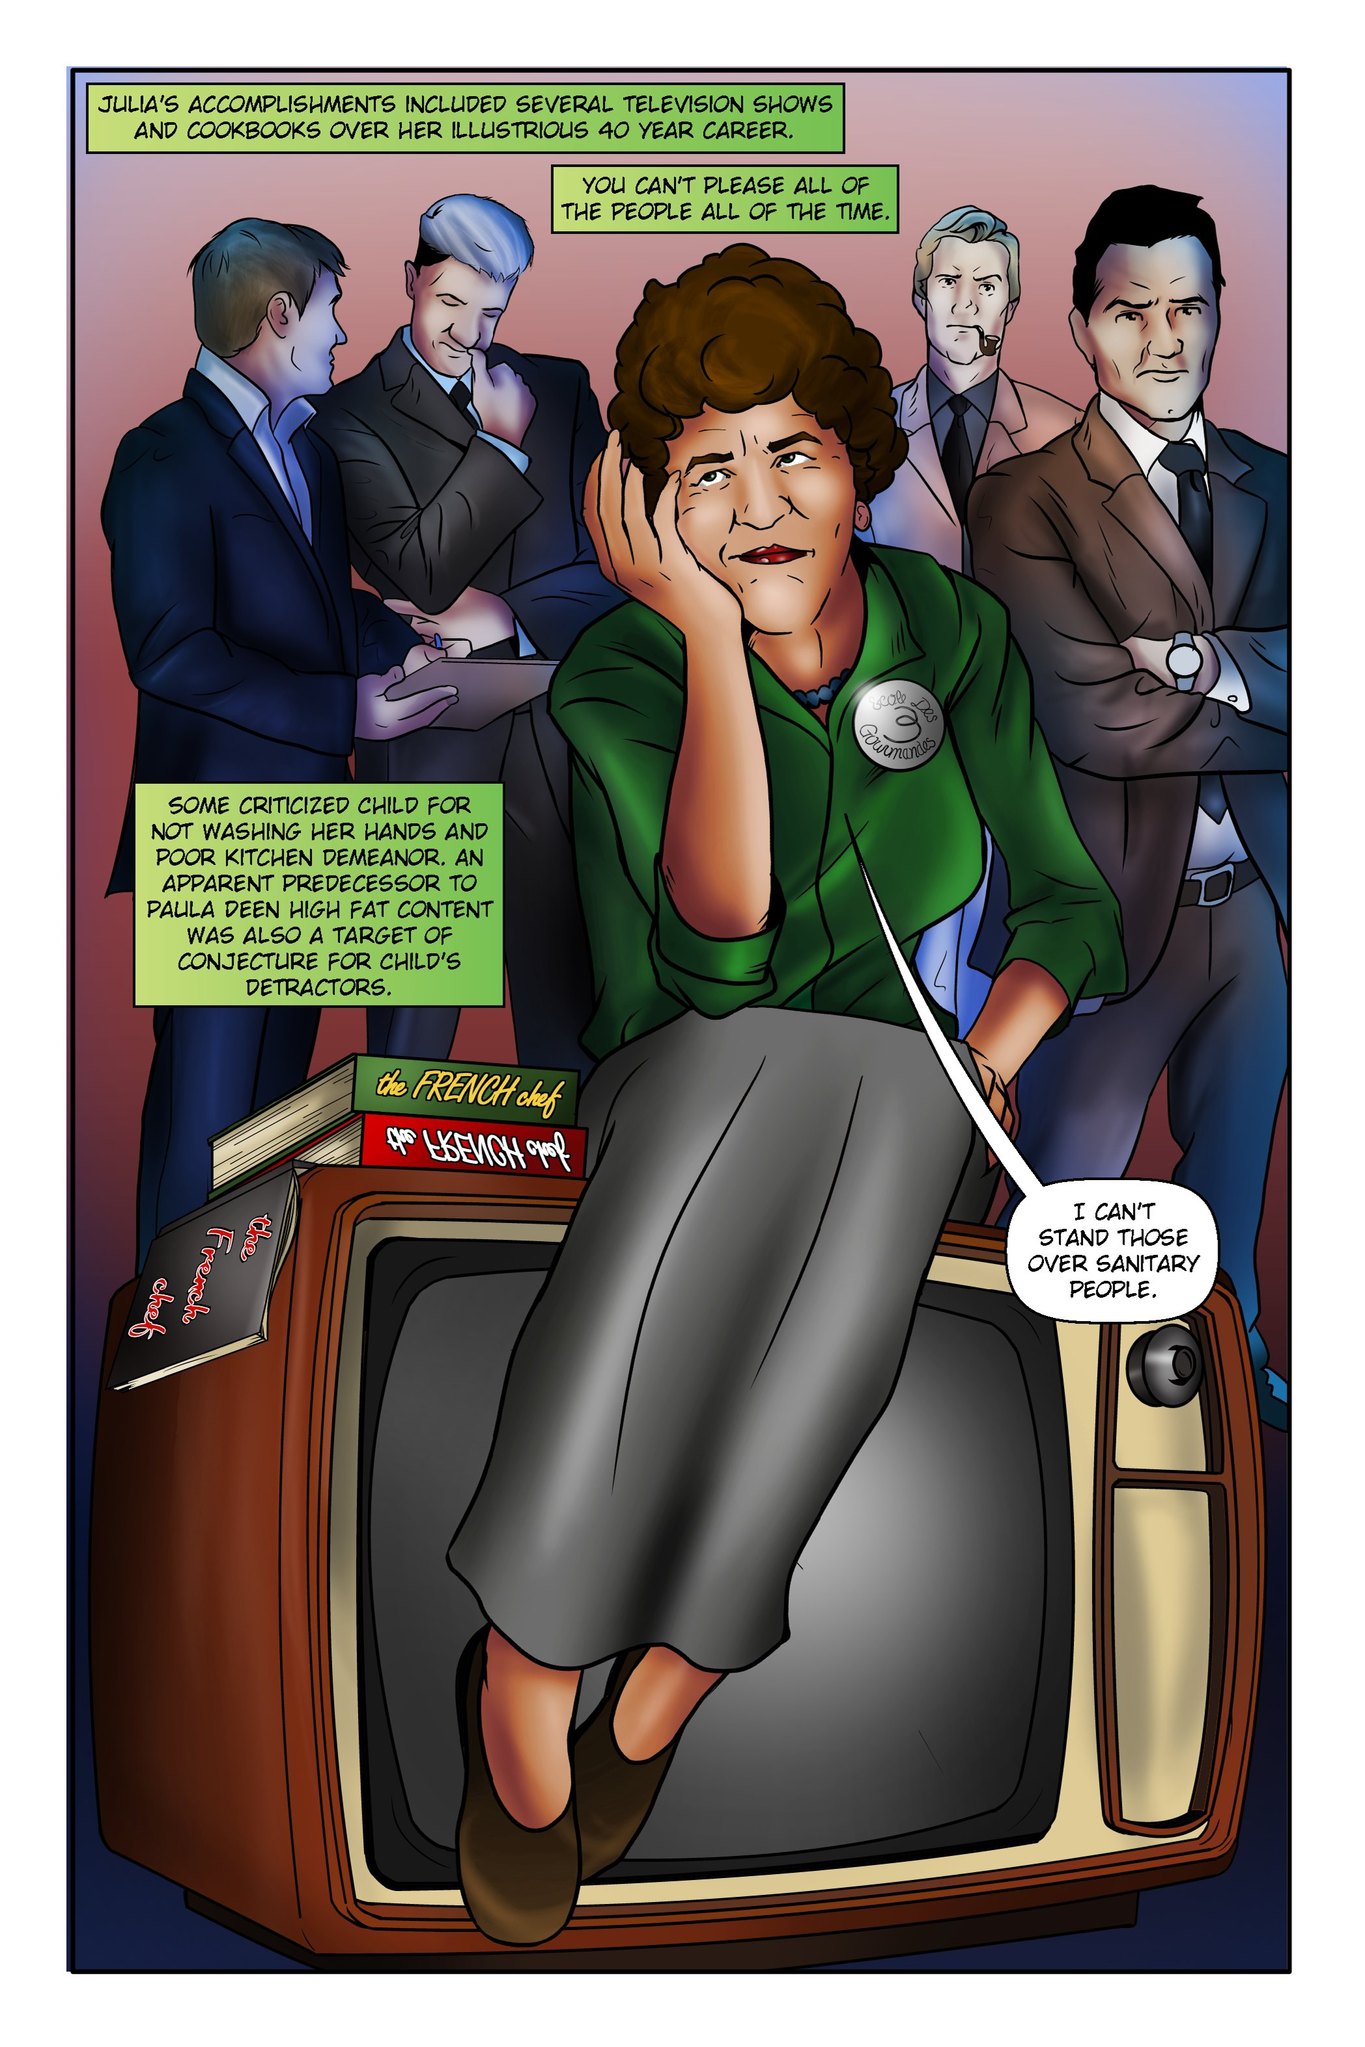 JULIA'S ACCOMPLISHMENTS INCLUDED SEVERAL TELEVISION SHOWS
AND COOKBOOKS OVER HER ILLUSTRIOUS 40 YEAR CAREER.
YOU CAN'T PLEASE ALL OF
THE PEOPLE ALL OF THE TIME.
Des
3
Gourmandes
SOME CRITICIZED CHILD FOR
NOT WASHING HER HANDS AND
POOR KITCHEN DEMEANOR. AN
APPARENT PREDECESSOR TO
PAULA DEEN HIGH FAT CONTENT
WAS ALSO A TARGET OF
CONJECTURE FOR CHILD'S
DETRACTORS.
the FRENCH chef
the FRENCH chef
the
French
chef
I CAN'T
STAND THOSE
OVER SANITARY
PEOPLE.